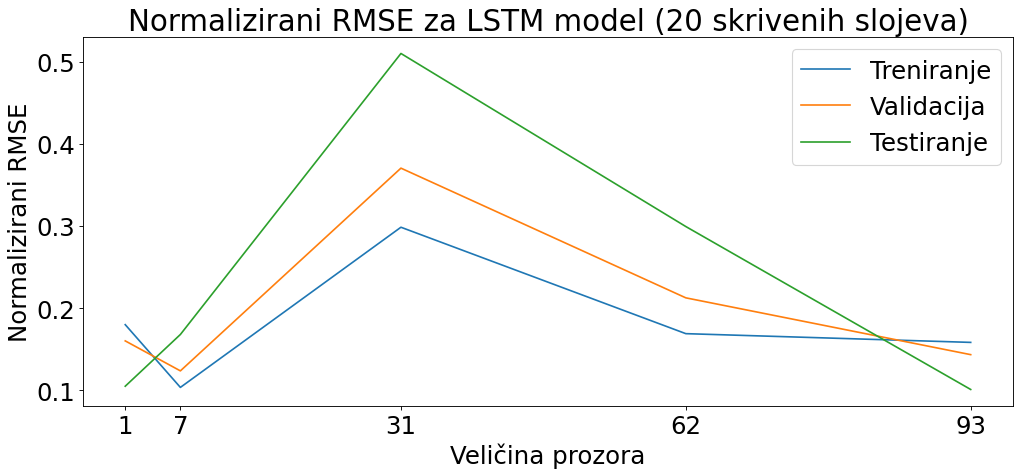 Normalizirani RMSE za LSTM model (20 skrivenih slojeva)
Normalizirani RMSE
0.5
0.4
0.3
0.2
0.1
Treniranje
Validacija
Testiranje
1 7 31 62 93
Veličina prozora